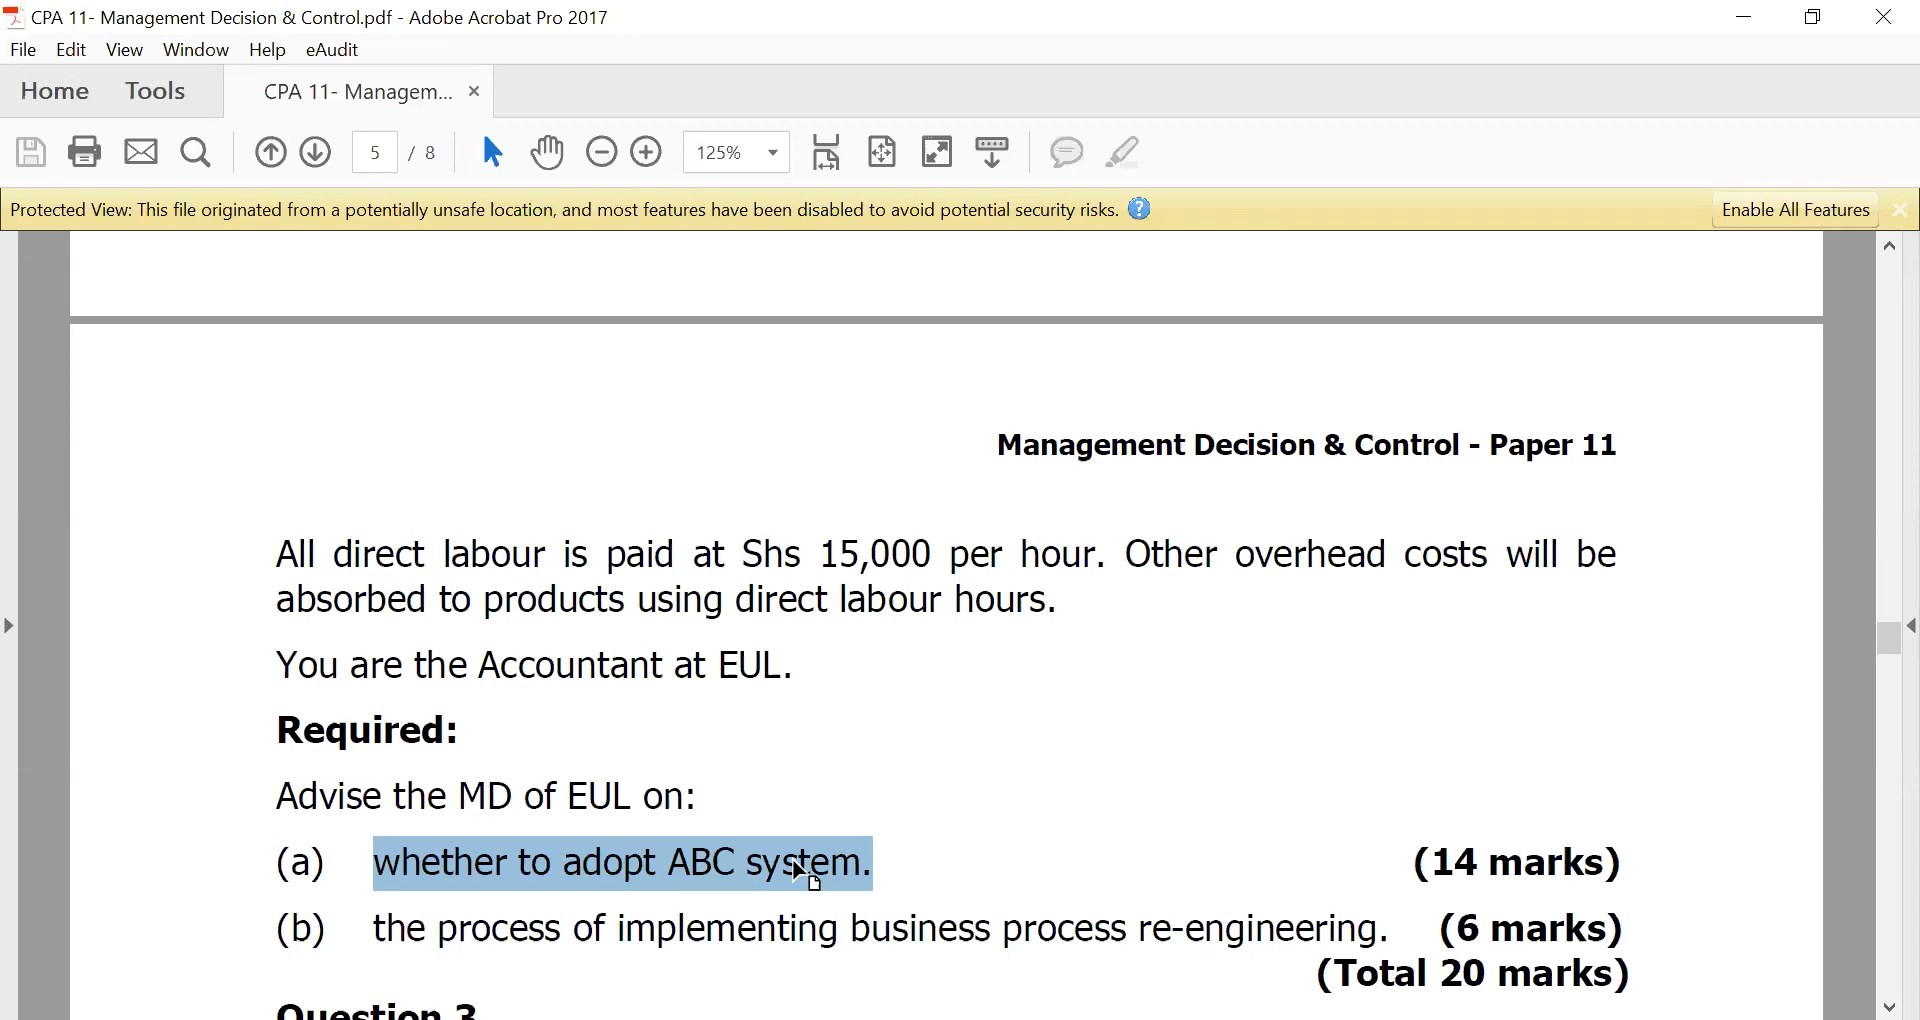 CPA 11- Management Decision & Control.pdf - Adobe Acrobat Pro 2017
File Edit View Window Help eAudit
Home Tools CPA 11- Managem...
5 / 8 125%
Protected View: This file originated from a potentially unsafe location, and most features have been disabled to avoid potential security risks. Enable All Features
Management Decision & Control - Paper 11
All direct labour is paid at Shs 15,000 per hour. Other overhead costs will be
absorbed to products using direct labour hours.
You are the Accountant at EUL.
Required:
Advise the MD of EUL on:
(a) whether to adopt ABC system. (14 marks)
(b) the process of implementing business process re-engineering. (6 marks)
(Total 20 marks)
Question 3